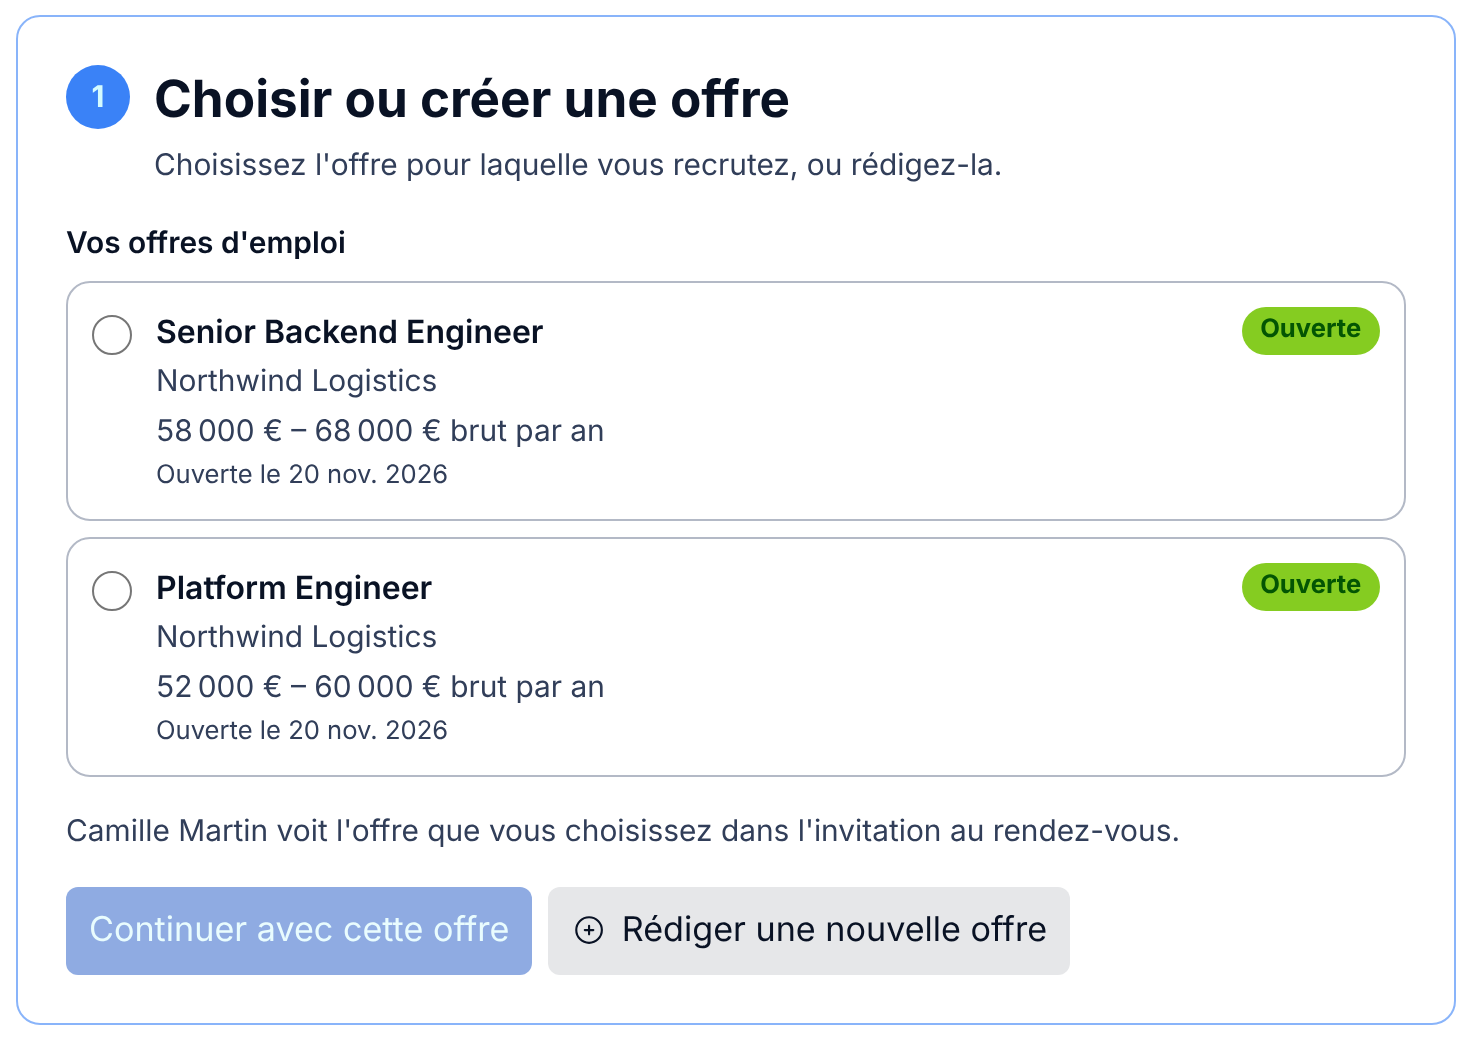 1
Choisir ou créer une offre
Choisissez l'offre pour laquelle vous recrutez, ou rédigez-la.
Vos offres d'emploi
Senior Backend Engineer
Ouverte
Northwind Logistics
58 000 € – 68 000 € brut par an
Ouverte le 20 nov. 2026
Platform Engineer
Ouverte
Northwind Logistics
52 000 € – 60 000 € brut par an
Ouverte le 20 nov. 2026
Camille Martin voit l'offre que vous choisissez dans l'invitation au rendez-vous.
Continuer avec cette offre
Rédiger une nouvelle offre